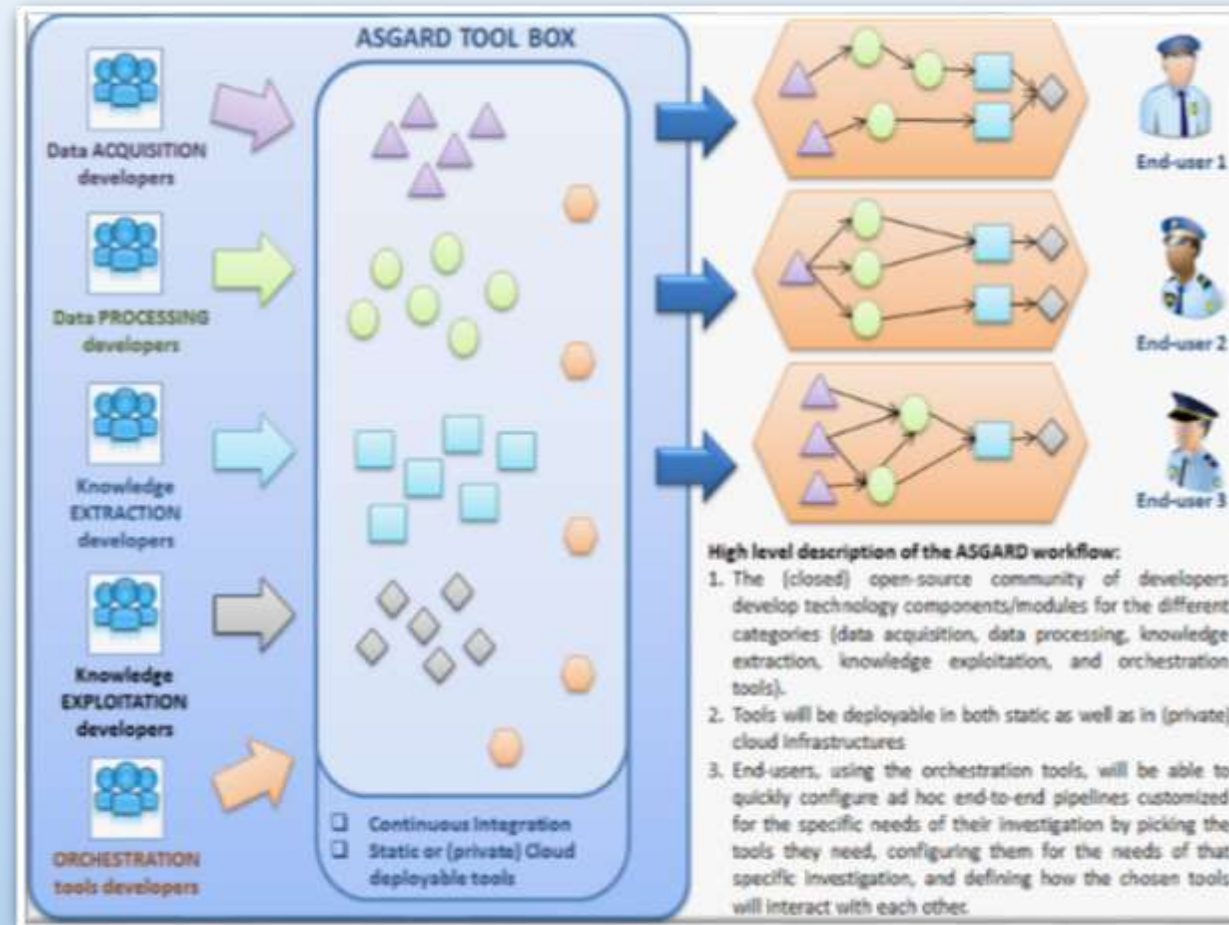 ASGARD TOOL BOX
Data ACQUISITION
developers
Data PROCESSING
developers
Knowledge
EXTRACTION
developers
Knowledge
EXPLOITATION
developers
ORCHESTRATION
tools developers
❑ Continuous Integration
❑ Static or (private) Cloud
deployable tools
End-user 1
End-user 2
End-user 3
High level description of the ASGARD workflow:
1. The (closed) open-source community of developers
develop technology components/modules for the different
categories (data acquisition, data processing, knowledge
extraction, knowledge exploitation, and orchestration
tools).
2. Tools will be deployable in both static as well as in (private)
cloud infrastructures
3. End-users, using the orchestration tools, will be able to
quickly configure ad hoc end-to-end pipelines customized
for the specific needs of their investigation by picking the
tools they need, configuring them for the needs of that
specific investigation, and defining how the chosen tools
will interact with each other.